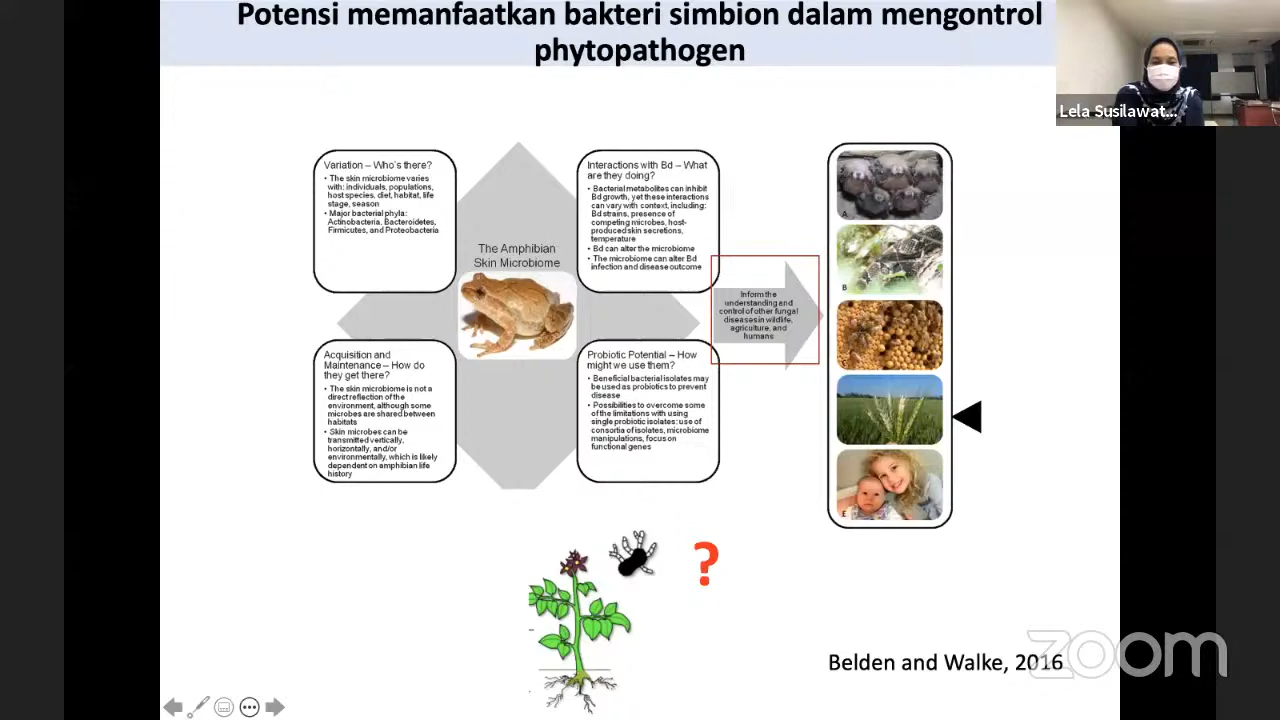 Potensi memanfaatkan bakteri simbion dalam mengontrol
phytopathogen
Lela Susilawat...
Variation – Who's there?
• The skin microbiome varies
with: individuals, populations,
host species, diet, habitat, life
stage, season
• Major bacterial phyla:
Actinobacteria, Bacteroidetes,
Firmicutes, and Proteobacteria
The Amphibian
Skin Microbiome
Interactions with Bd – What
are they doing?
• Bacterial metabolites can inhibit
Bd growth, yet these interactions
can vary with context, including:
Bd strains, presence of
competing microbes, host-
produced skin secretions,
temperature
• Bd can alter the microbiome
• The microbiome can alter Bd
infection and disease outcome
Acquisition and
Maintenance – How do
they get there?
• The skin microbiome is not a
direct reflection of the
environment, although some
microbes are shared between
habitats
• Skin microbes can be
transmitted vertically,
horizontally, and/or
environmentally, which is likely
dependent on amphibian life
history
Probiotic Potential – How
might we use them?
• Beneficial bacterial isolates may
be used as probiotics to prevent
disease
• Possibilities to overcome some
of the limitations with using
single probiotic isolates: use of
consortia of isolates, microbiome
manipulations, focus on
functional genes
Inform the
understanding and
control of other fungal
diseases in wildlife,
agriculture, and
humans
A
B
E
?
Belden and Walke, 2016
zoom